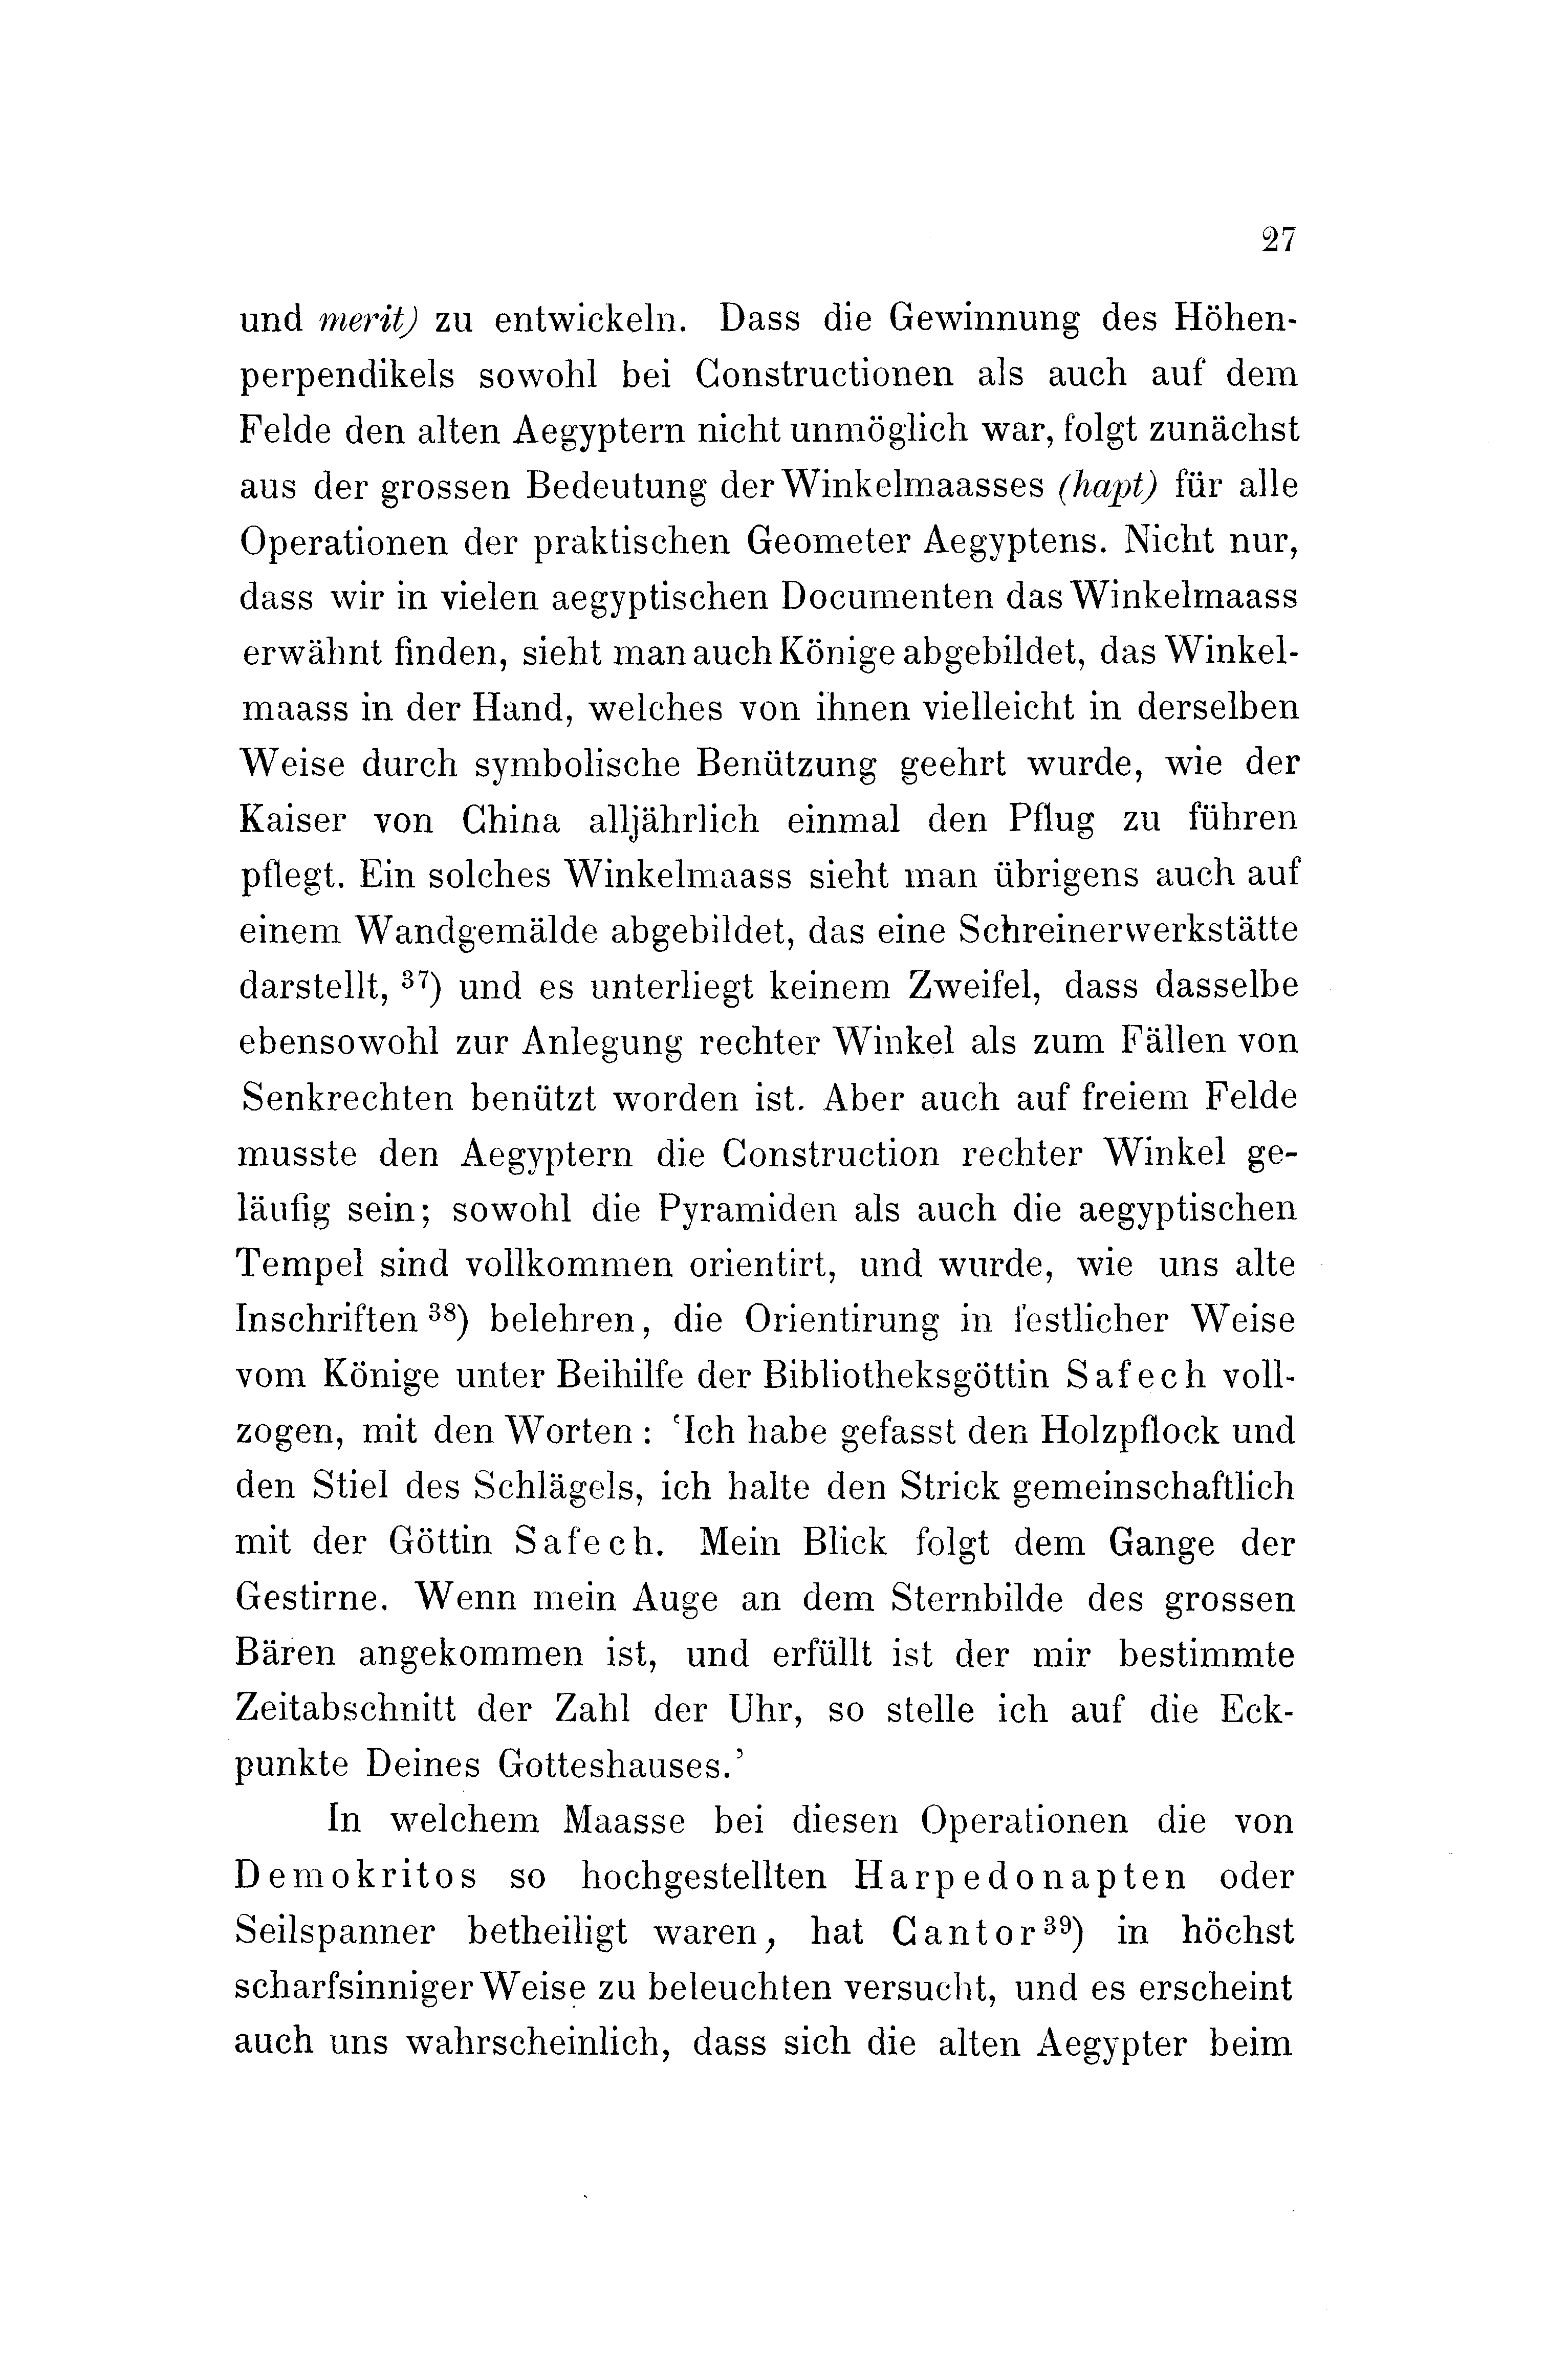 27
und merit) zu entwickeln. Dass die Gewinnung des Höhen-
perpendikels sowohl bei Constructionen als auch auf dem
Felde den alten Aegyptern nicht unmöglich war, folgt zunächst
aus der grossen Bedeutung der Winkelmaasses (hapt) für alle
Operationen der praktischen Geometer Aegyptens. Nicht nur,
dass wir in vielen aegyptischen Documenten das Winkelmaass
erwähnt finden, sieht man auch Könige abgebildet, das Winkel-
maass in der Hand, welches von ihnen vielleicht in derselben
Weise durch symbolische Benützung geehrt wurde, wie der
Kaiser von China alljährlich einmal den Pflug zu führen
pflegt. Ein solches Winkelmaass sieht man übrigens auch auf
einem Wandgemälde abgebildet, das eine Schreinerwerkstätte
darstellt, ³⁷) und es unterliegt keinem Zweifel, dass dasselbe
ebensowohl zur Anlegung rechter Winkel als zum Fällen von
Senkrechten benützt worden ist. Aber auch auf freiem Felde
musste den Aegyptern die Construction rechter Winkel ge-
läufig sein; sowohl die Pyramiden als auch die aegyptischen
Tempel sind vollkommen orientirt, und wurde, wie uns alte
Inschriften ³⁸) belehren, die Orientirung in festlicher Weise
vom Könige unter Beihilfe der Bibliotheksgöttin Safech voll-
zogen, mit den Worten : ‘Ich habe gefasst den Holzpflock und
den Stiel des Schlägels, ich halte den Strick gemeinschaftlich
mit der Göttin Safech. Mein Blick folgt dem Gange der
Gestirne. Wenn mein Auge an dem Sternbilde des grossen
Bären angekommen ist, und erfüllt ist der mir bestimmte
Zeitabschnitt der Zahl der Uhr, so stelle ich auf die Eck-
punkte Deines Gotteshauses.’
In welchem Maasse bei diesen Operationen die von
Demokritos so hochgestellten Harpedonapten oder
Seilspanner betheiligt waren, hat Cantor ³⁹) in höchst
scharfsinniger Weise zu beleuchten versucht, und es erscheint
auch uns wahrscheinlich, dass sich die alten Aegypter beim